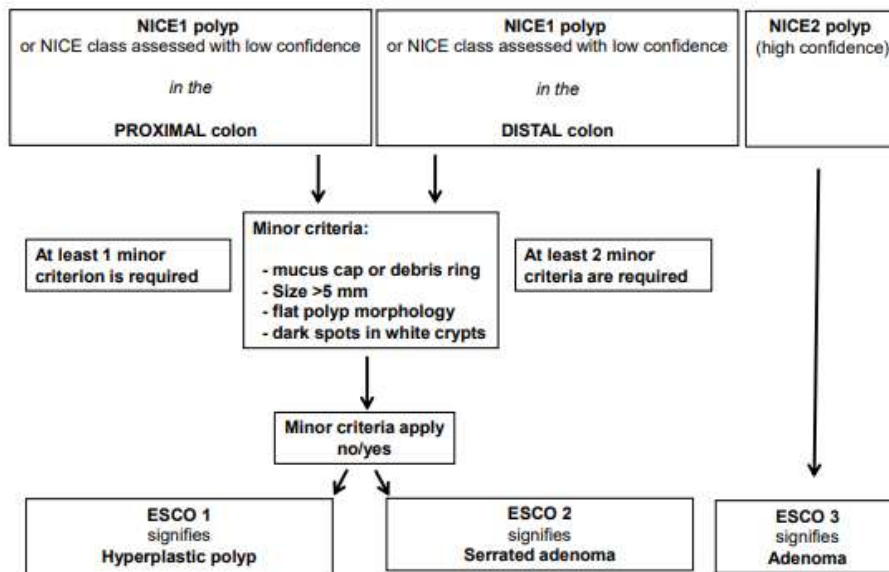 NICE1 polyp
or NICE class assessed with low confidence
in the
PROXIMAL colon
NICE1 polyp
or NICE class assessed with low confidence
in the
DISTAL colon
NICE2 polyp
(high confidence)
At least 1 minor
criterion is required
Minor criteria:
- mucus cap or debris ring
- Size >5 mm
- flat polyp morphology
- dark spots in white crypts
At least 2 minor
criteria are required
Minor criteria apply
no/yes
ESCO 1
signifies
Hyperplastic polyp
ESCO 2
signifies
Serrated adenoma
ESCO 3
signifies
Adenoma